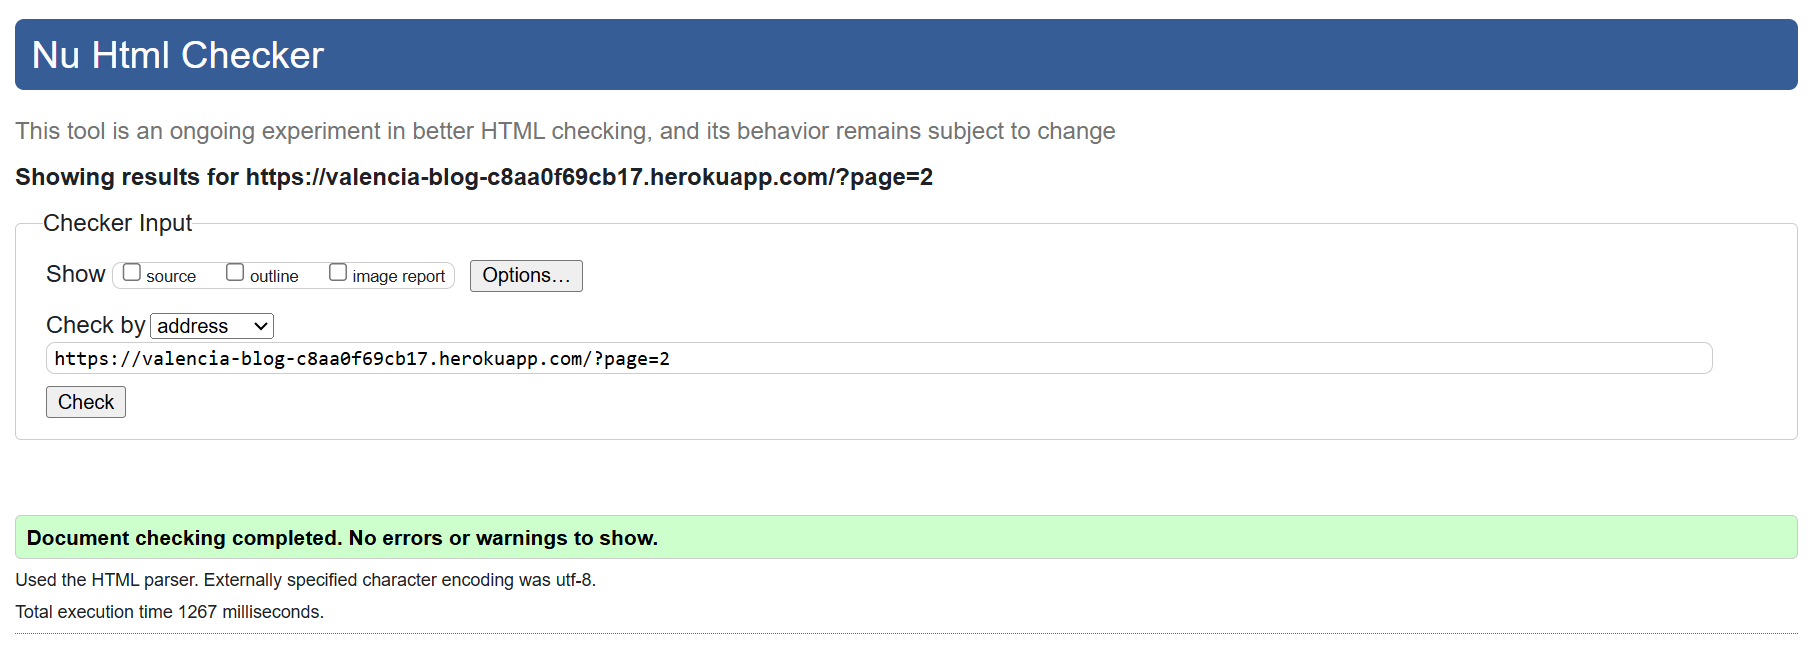 Nu Html Checker
This tool is an ongoing experiment in better HTML checking, and its behavior remains subject to change
Showing results for https://valencia-blog-c8aa0f69cb17.herokuapp.com/?page=2
Checker Input
Show source outline image report Options...
Check by address
https://valencia-blog-c8aa0f69cb17.herokuapp.com/?page=2
Check
Document checking completed. No errors or warnings to show.
Used the HTML parser. Externally specified character encoding was utf-8.
Total execution time 1267 milliseconds.